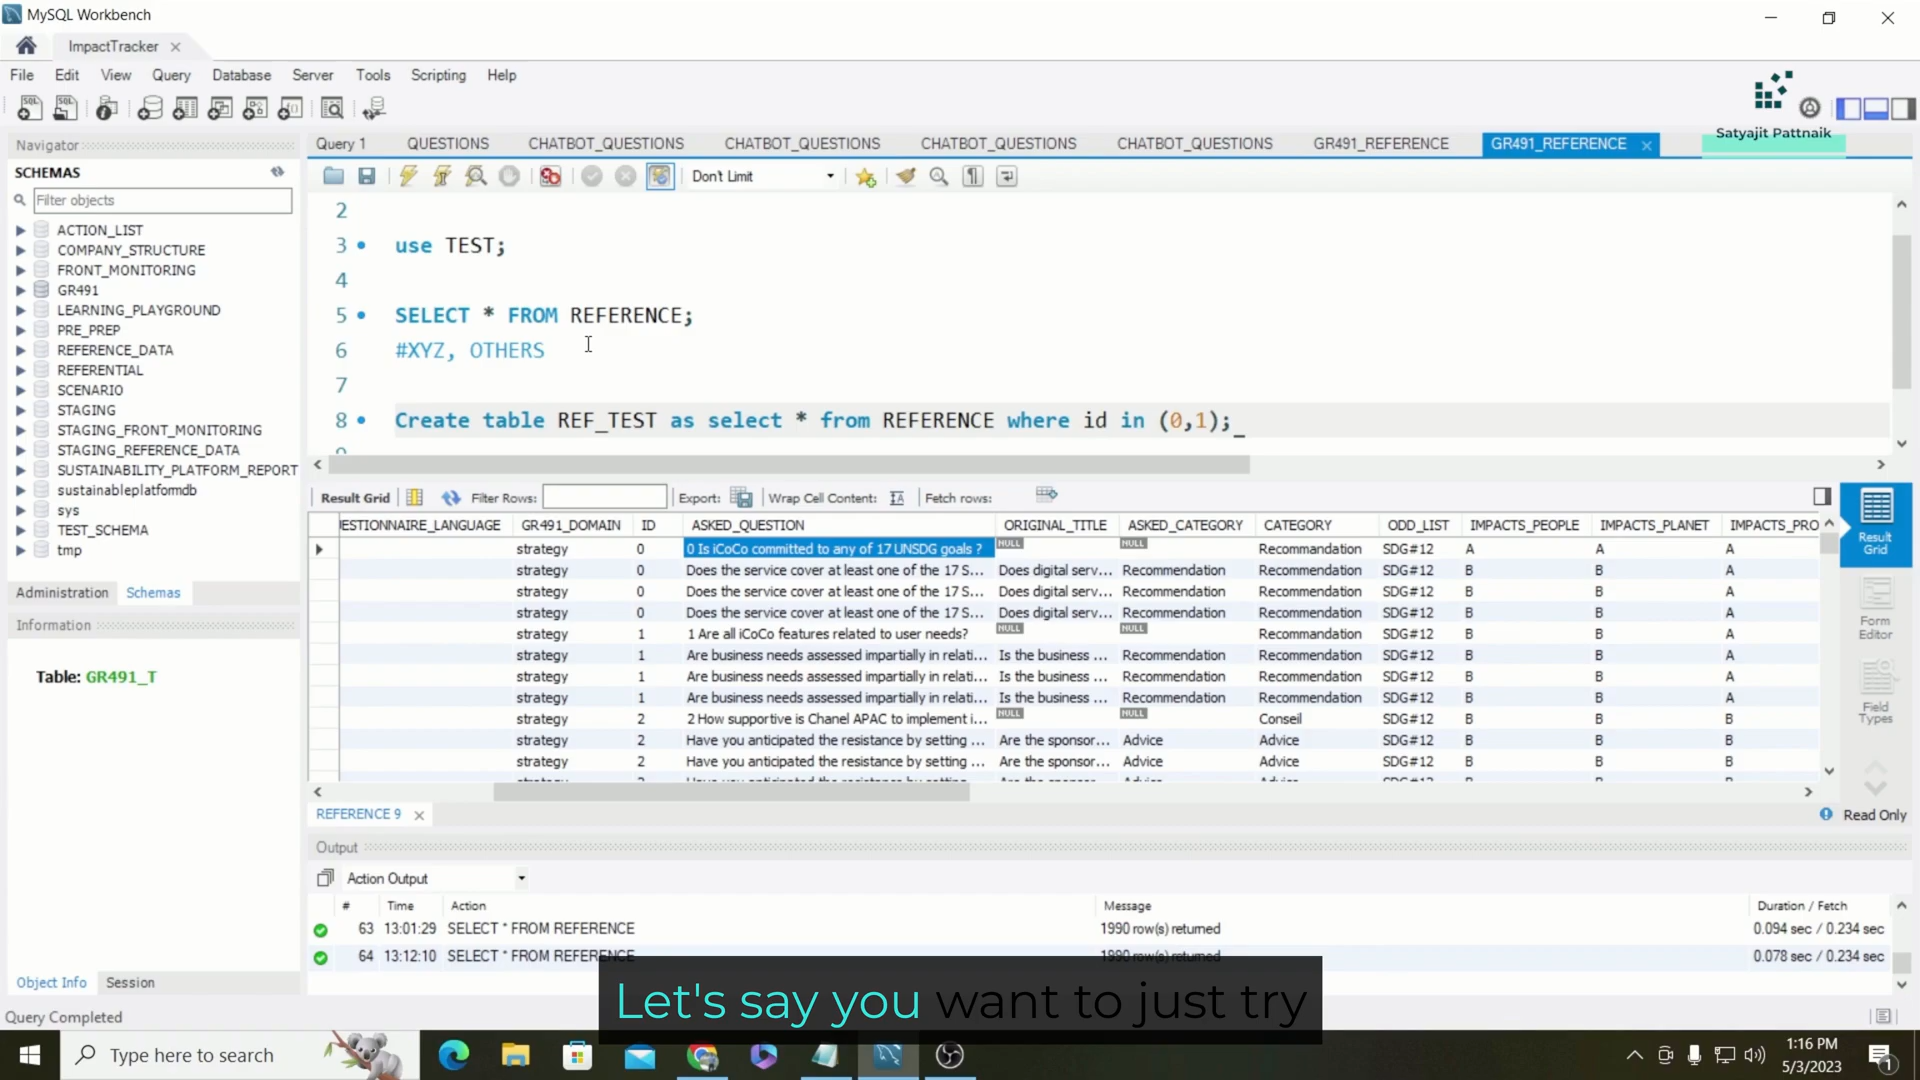 MySQL Workbench
ImpactTracker
File Edit View Query Database Server Tools Scripting Help
Satyajit Pattnaik
Navigator
SCHEMAS
Filter objects
ACTION_LIST
COMPANY_STRUCTURE
FRONT_MONITORING
GR491
LEARNING_PLAYGROUND
PRE_PREP
REFERENCE_DATA
REFERENTIAL
SCENARIO
STAGING
STAGING_FRONT_MONITORING
STAGING_REFERENCE_DATA
SUSTAINABILITY_PLATFORM_REPORT
sustainableplatformdb
sys
TEST_SCHEMA
tmp
Administration Schemas
Information
Table: GR491_T
Object Info Session
Query 1 QUESTIONS CHATBOT_QUESTIONS CHATBOT_QUESTIONS CHATBOT_QUESTIONS CHATBOT_QUESTIONS GR491_REFERENCE GR491_REFERENCE
Don't Limit
2
3 use TEST;
4
5 SELECT * FROM REFERENCE;
6 #XYZ, OTHERS
7
8 Create table REF_TEST as select * from REFERENCE where id in (0,1);
Result Grid Filter Rows: Export: Wrap Cell Content: Fetch rows:
JESTIONNAIRE_LANGUAGE GR491_DOMAIN ID ASKED_QUESTION ORIGINAL_TITLE ASKED_CATEGORY CATEGORY ODD_LIST IMPACTS_PEOPLE IMPACTS_PLANET IMPACTS_PRO
strategy 0 0 Is iCoCo committed to any of 17 UNSDG goals ? NULL NULL Recommandation SDG#12 A A A
strategy 0 Does the service cover at least one of the 17 S... Does digital serv... Recommendation Recommendation SDG#12 B B A
strategy 0 Does the service cover at least one of the 17 S... Does digital serv... Recommendation Recommendation SDG#12 B B A
strategy 0 Does the service cover at least one of the 17 S... Does digital serv... Recommendation Recommendation SDG#12 B B A
strategy 1 1 Are all iCoCo features related to user needs? NULL NULL Recommandation SDG#12 B B A
strategy 1 Are business needs assessed impartially in relati... Is the business ... Recommendation Recommendation SDG#12 B B A
strategy 1 Are business needs assessed impartially in relati... Is the business ... Recommendation Recommendation SDG#12 B B A
strategy 1 Are business needs assessed impartially in relati... Is the business ... Recommendation Recommendation SDG#12 B B A
strategy 2 2 How supportive is Chanel APAC to implement i... NULL NULL Conseil SDG#12 B B B
strategy 2 Have you anticipated the resistance by setting ... Are the sponsor... Advice Advice SDG#12 B B B
strategy 2 Have you anticipated the resistance by setting ... Are the sponsor... Advice Advice SDG#12 B B B
Result Grid
Form Editor
Field Types
REFERENCE 9
Read Only
Output
Action Output
# Time Action Message Duration / Fetch
63 13:01:29 SELECT * FROM REFERENCE 1990 row(s) returned 0.094 sec / 0.234 sec
64 13:12:10 SELECT * FROM REFERENCE 1990 row(s) returned 0.078 sec / 0.234 sec
Let's say you want to just try
Query Completed
Type here to search
1:16 PM
5/3/2023
1